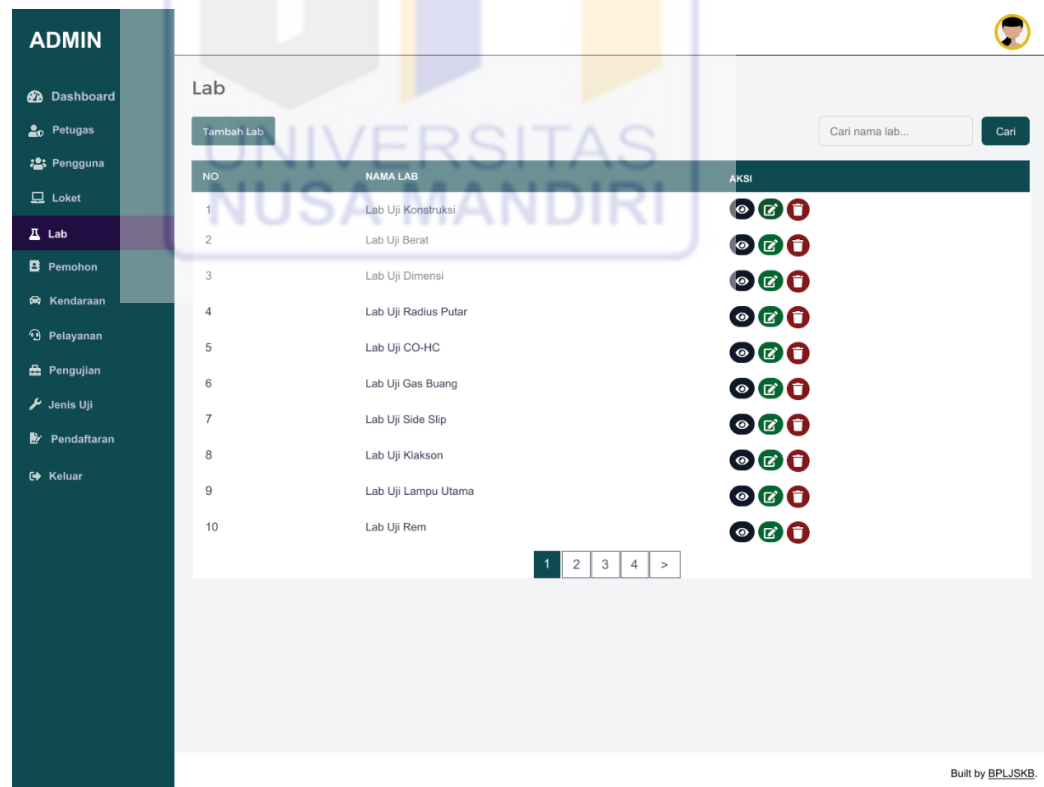 ADMIN
Dashboard
Petugas
Pengguna
Loket
Lab
Pemohon
Kendaraan
Pelayanan
Pengujian
Jenis Uji
Pendaftaran
Keluar
Lab
Tambah Lab
Cari nama lab...
Cari
UNIVERSITAS
NUSA MANDIRI
NO NAMA LAB AKSI
1 Lab Uji Konstruksi
2 Lab Uji Berat
3 Lab Uji Dimensi
4 Lab Uji Radius Putar
5 Lab Uji CO-HC
6 Lab Uji Gas Buang
7 Lab Uji Side Slip
8 Lab Uji Klakson
9 Lab Uji Lampu Utama
10 Lab Uji Rem
1 2 3 4 >
Built by BPLJSKB.